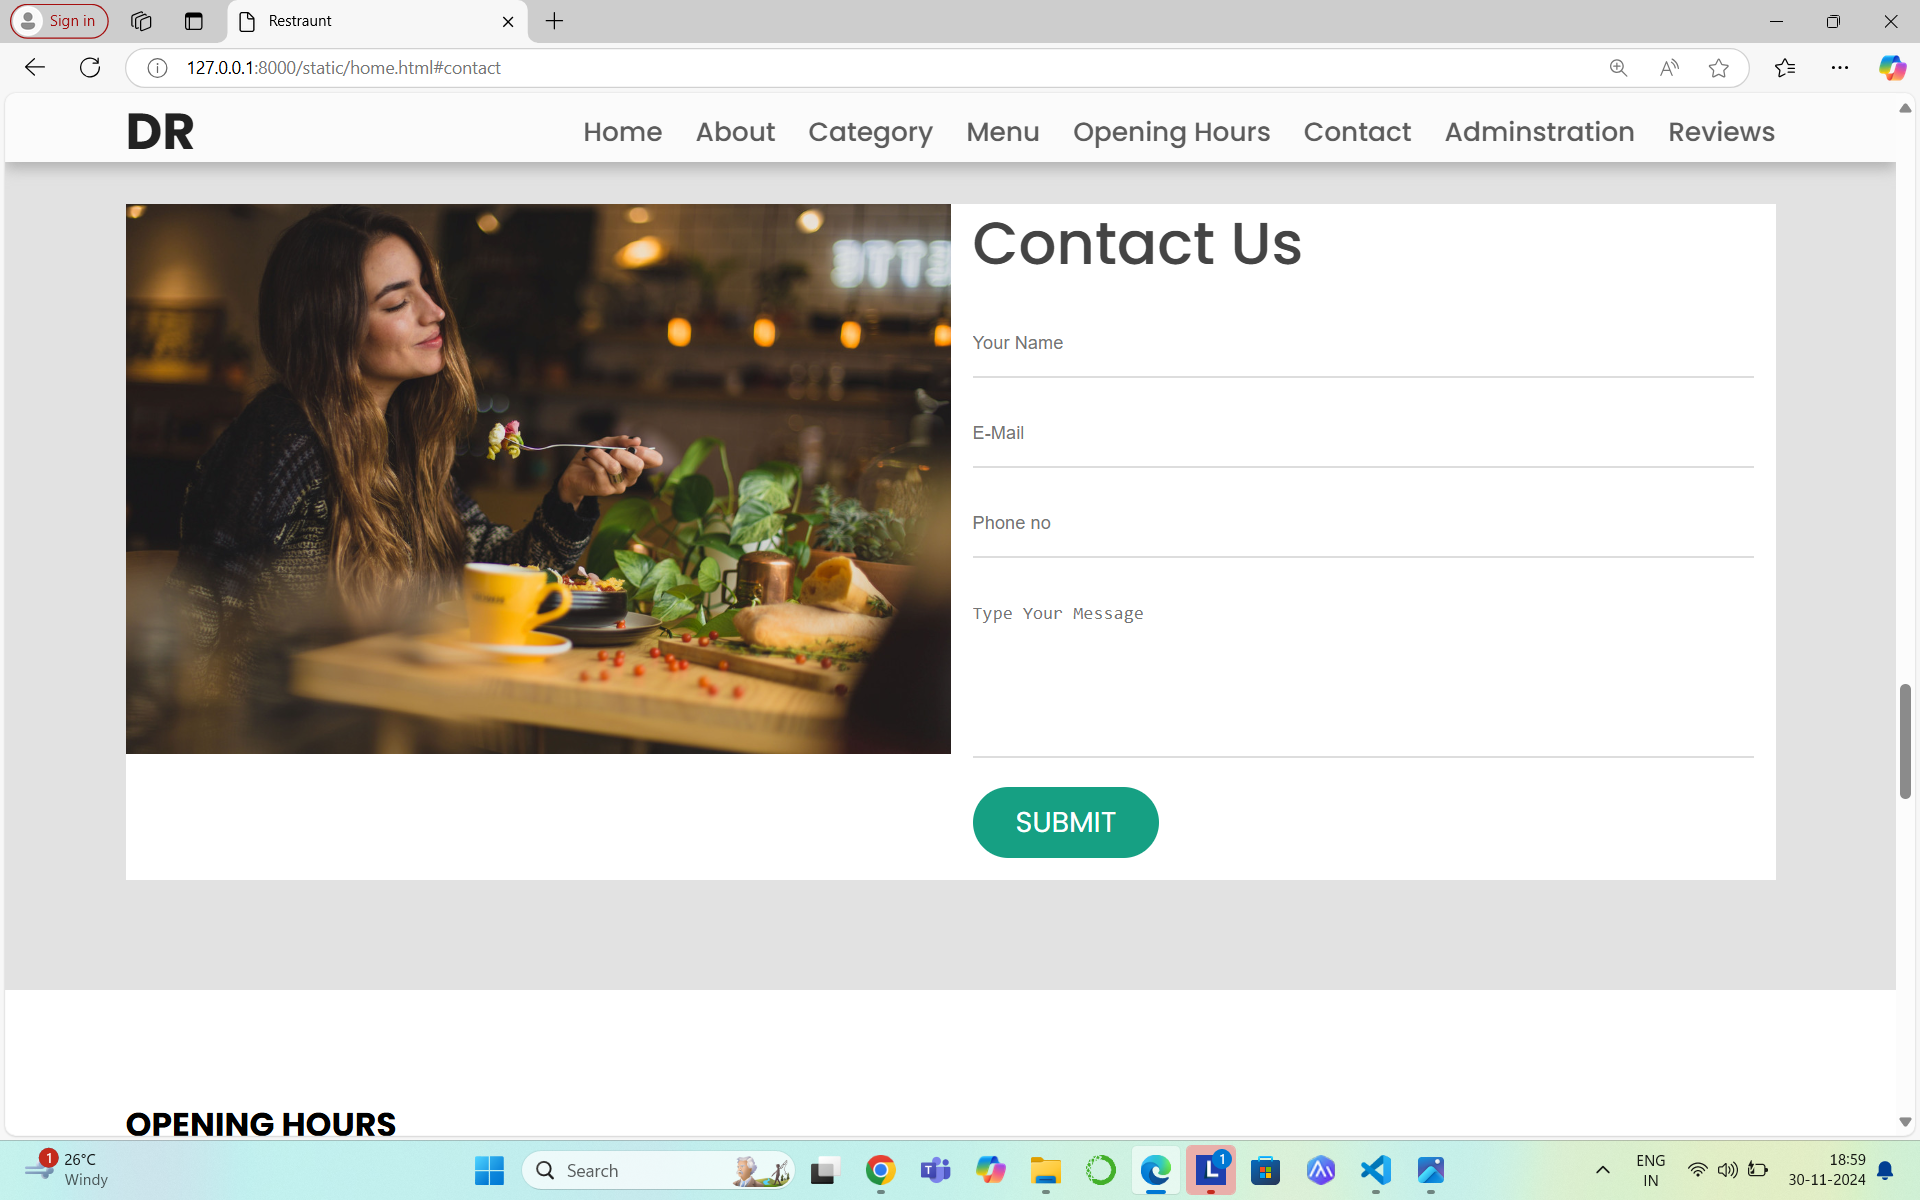 Sign in
Restraunt
127.0.0.1:8000/static/home.html#contact
DR
Home
About
Category
Menu
Opening Hours
Contact
Adminstration
Reviews
Contact Us
Your Name
E-Mail
Phone no
Type Your Message
SUBMIT
OPENING HOURS
1
26°C
Windy
Search
1
ENG
IN
18:59
30-11-2024